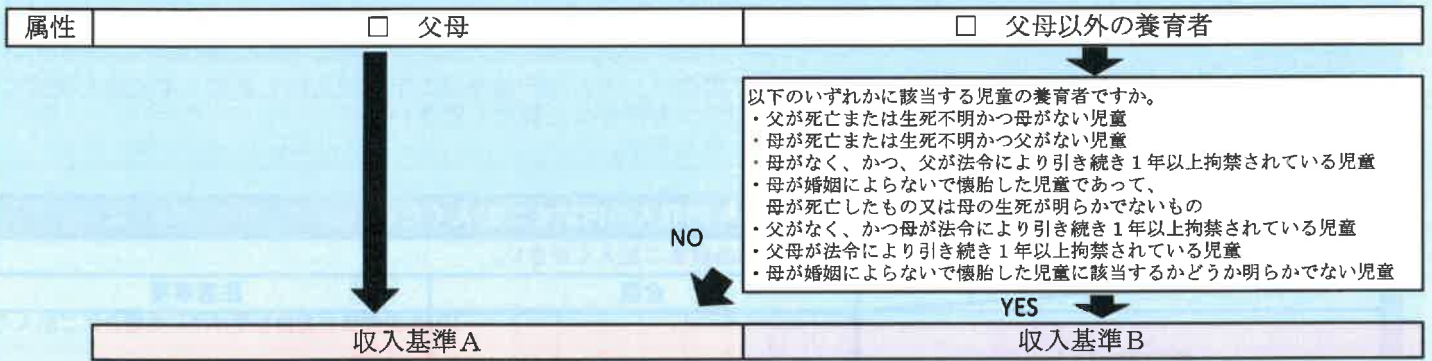 属性 □ 父母 □ 父母以外の養育者
以下のいずれかに該当する児童の養育者ですか。
・父が死亡または生死不明かつ母がない児童
・母が死亡または生死不明かつ父がない児童
・母がなく、かつ、父が法令により引き続き1年以上拘禁されている児童
・母が婚姻によらないで懐胎した児童であって、
母が死亡したもの又は母の生死が明らかでないもの
・父がなく、かつ母が法令により引き続き1年以上拘禁されている児童
・父母が法令により引き続き1年以上拘禁されている児童
・母が婚姻によらないで懐胎した児童に該当するかどうか明らかでない児童
NO
YES
収入基準A 収入基準B